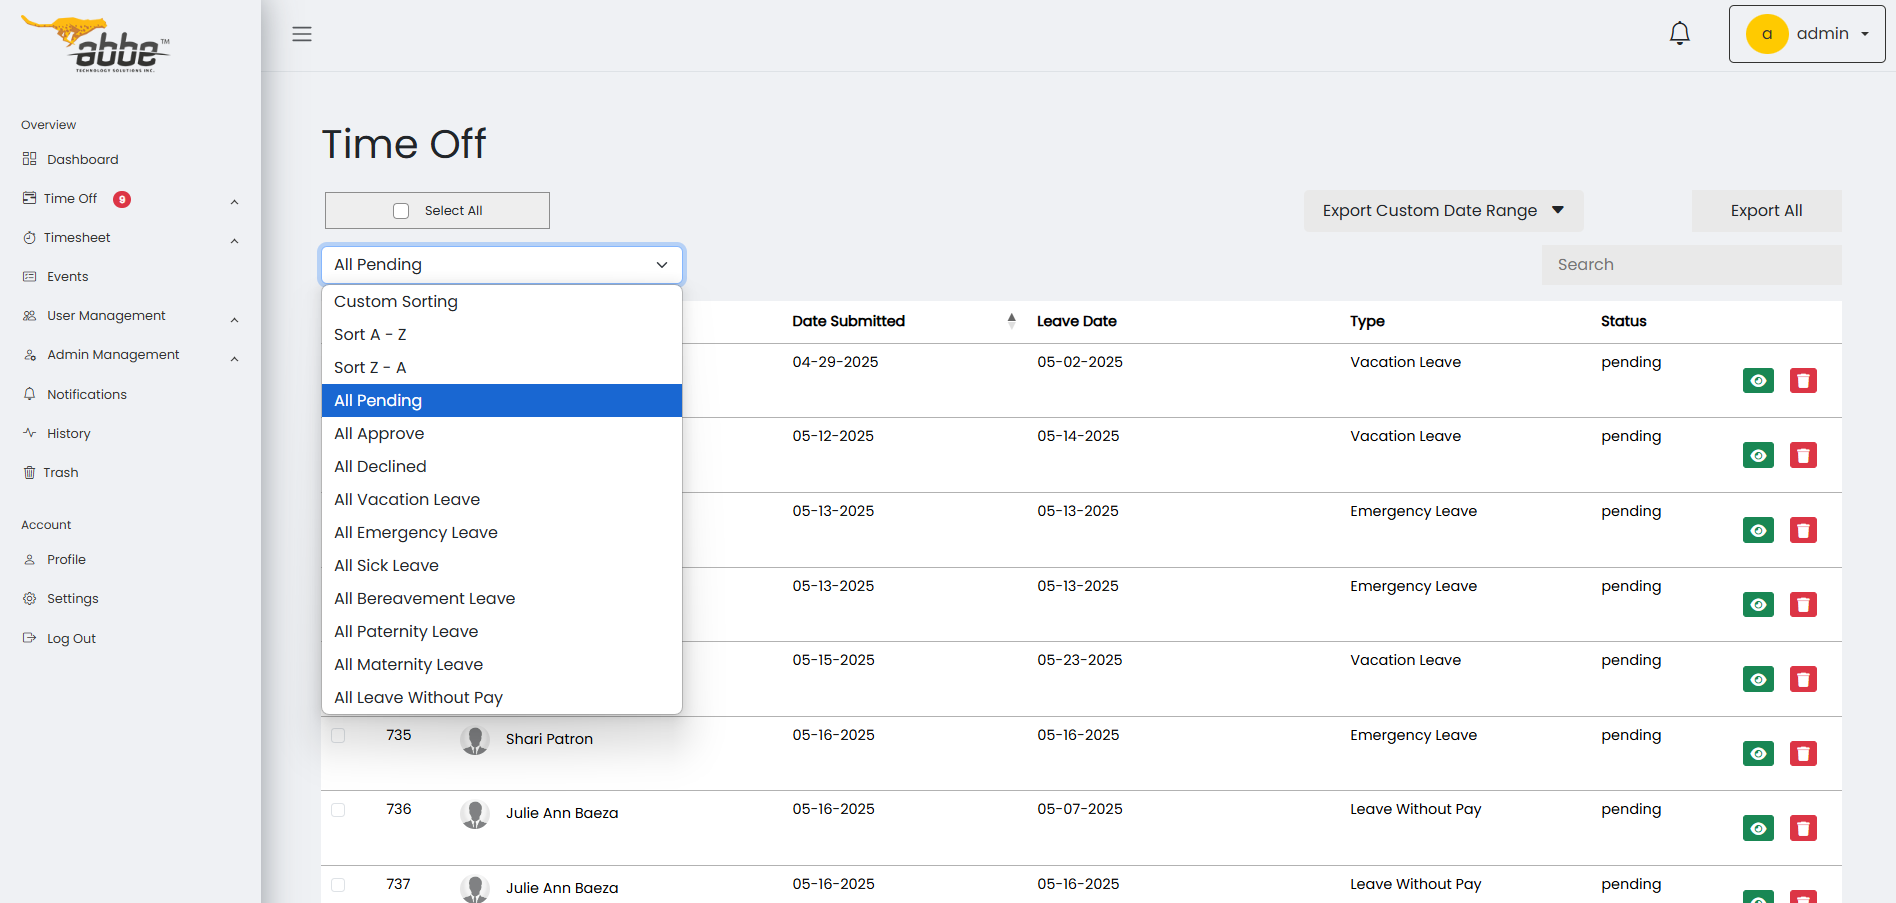 abbe™
TECHNOLOGY SOLUTIONS INC.
a admin
Overview
Dashboard
Time Off 9
Timesheet
Events
User Management
Admin Management
Notifications
History
Trash
Account
Profile
Settings
Log Out
Time Off
Select All
Export Custom Date Range
Export All
All Pending
Search
Custom Sorting
Sort A - Z
Sort Z - A
All Pending
All Approve
All Declined
All Vacation Leave
All Emergency Leave
All Sick Leave
All Bereavement Leave
All Paternity Leave
All Maternity Leave
All Leave Without Pay
Date Submitted Leave Date Type Status
04-29-2025 05-02-2025 Vacation Leave pending
05-12-2025 05-14-2025 Vacation Leave pending
05-13-2025 05-13-2025 Emergency Leave pending
05-13-2025 05-13-2025 Emergency Leave pending
05-15-2025 05-23-2025 Vacation Leave pending
735 Shari Patron 05-16-2025 05-16-2025 Emergency Leave pending
736 Julie Ann Baeza 05-16-2025 05-07-2025 Leave Without Pay pending
737 Julie Ann Baeza 05-16-2025 05-16-2025 Leave Without Pay pending